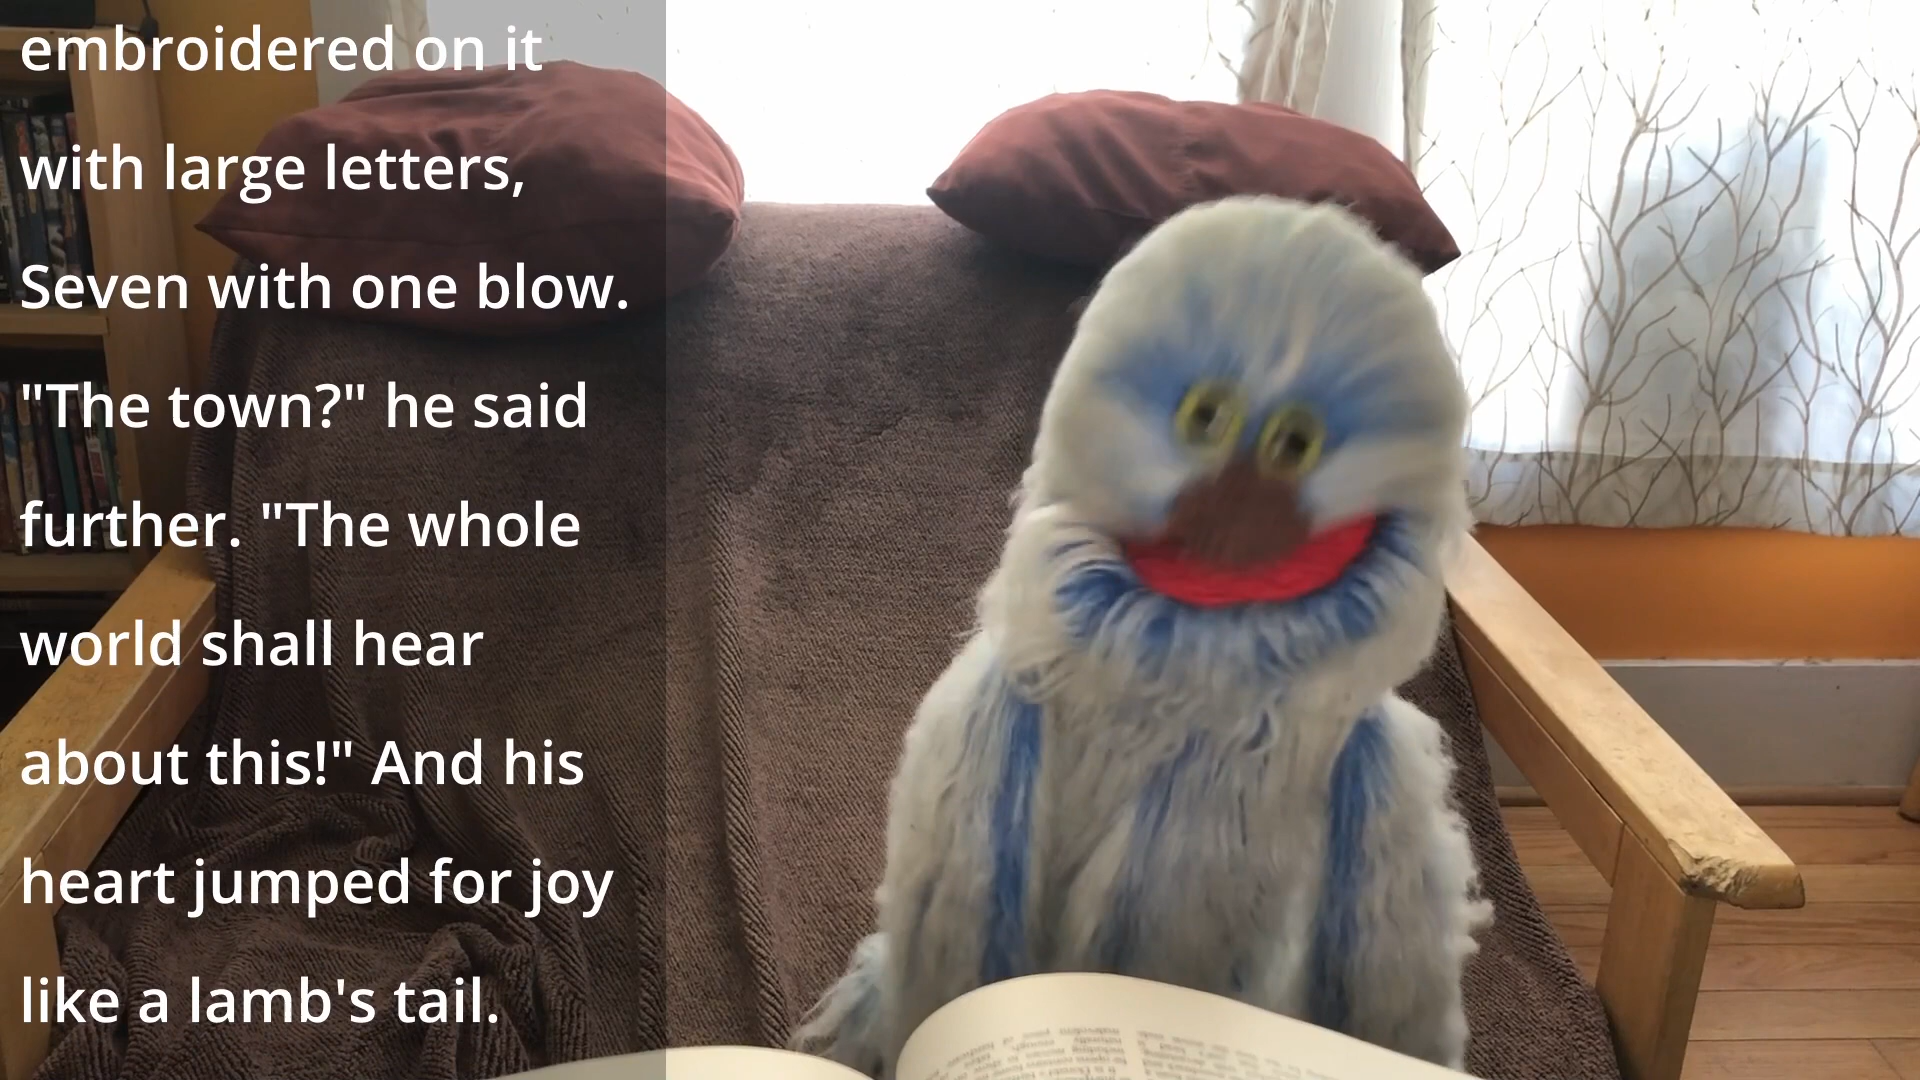 embroidered on it
with large letters,
Seven with one blow.
"The town?" he said
further. "The whole
world shall hear
about this!" And his
heart jumped for joy
like a lamb's tail.